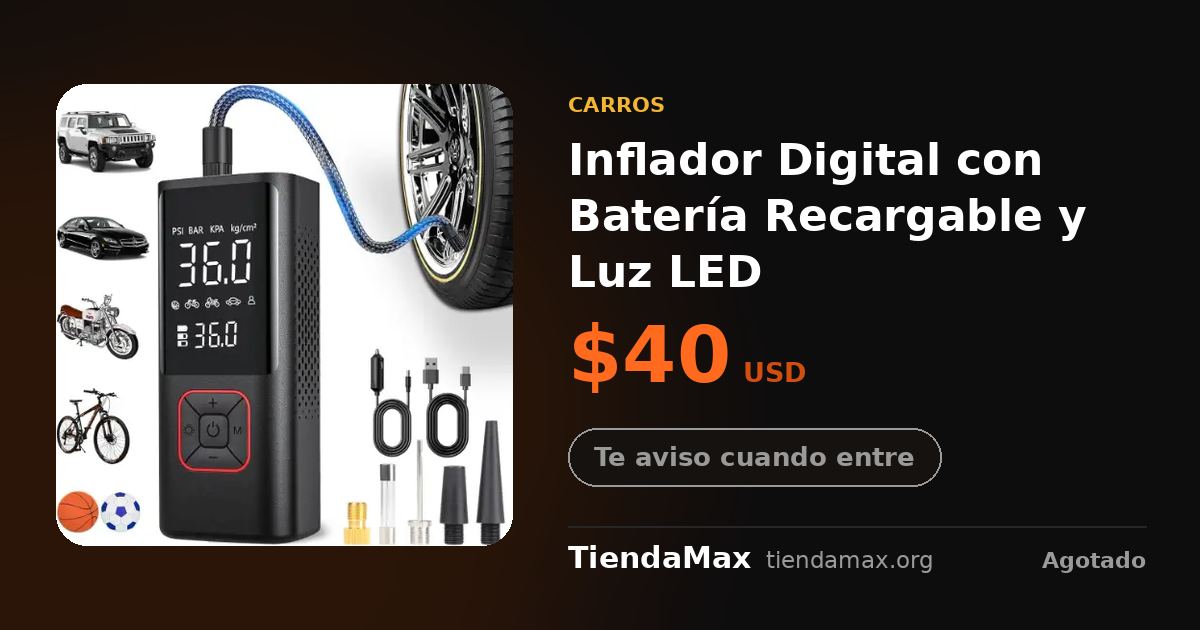 PSI BAR KPA kg/cm²
36.0
36.0
M
CARROS
Inflador Digital con
Batería Recargable y
Luz LED
$40 USD
Te aviso cuando entre
TiendaMax tiendamax.org Agotado